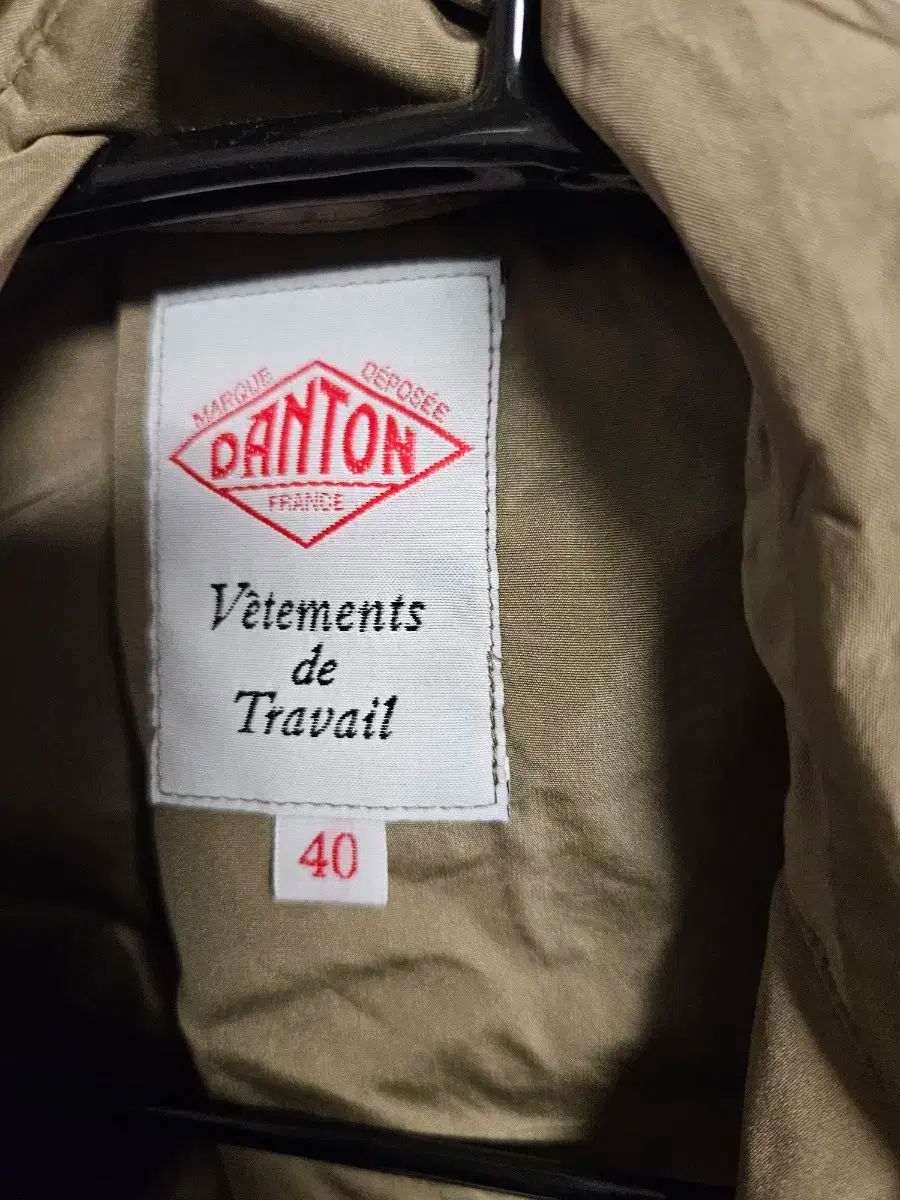 MARQUE DÉPOSÉE
DANTON
FRANCE
Vêtements
de
Travail
40